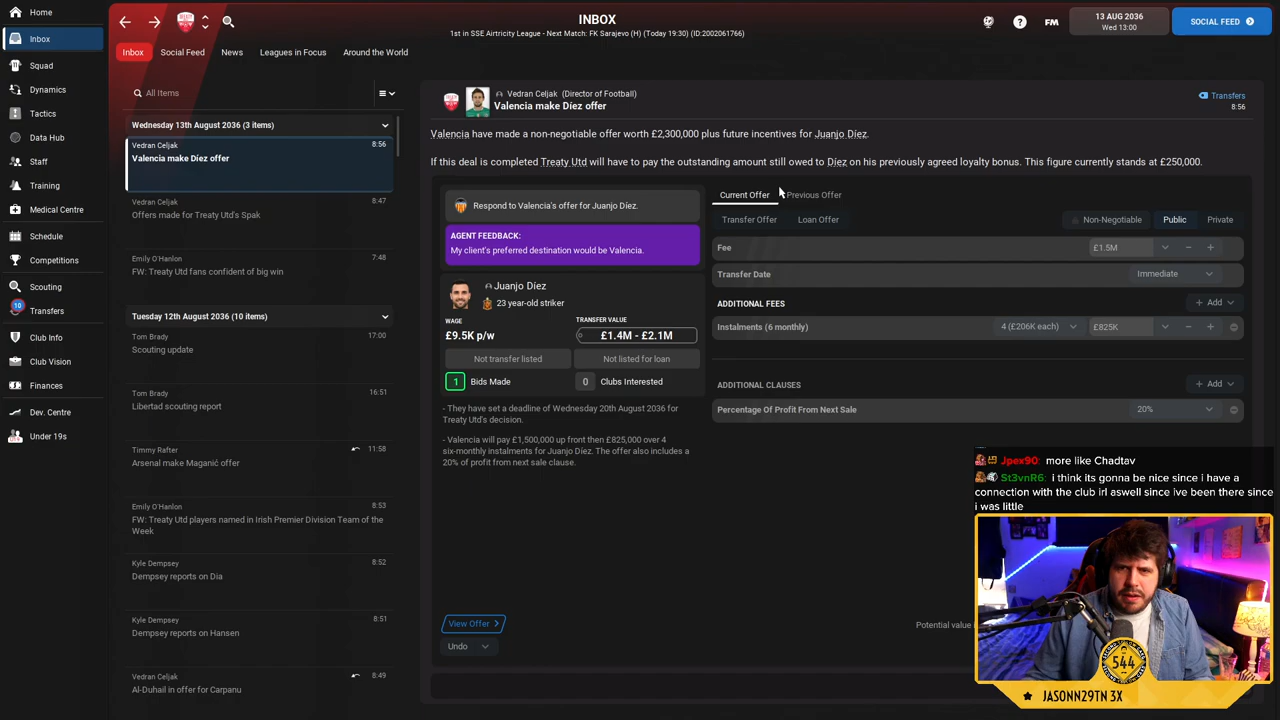 Home
Inbox
Squad
Dynamics
Tactics
Data Hub
Staff
Training
Medical Centre
Schedule
Competitions
Scouting
10
Transfers
Club Info
Club Vision
Finances
Dev. Centre
Under 19s
INBOX
1st in SSE Airtricity League - Next Match: FK Sarajevo (H) (Today 19:30) (ID:2002061766)
?
FM
13 AUG 2036
Wed 13:00
SOCIAL FEED
Inbox
Social Feed
News
Leagues in Focus
Around the World
All Items
Wednesday 13th August 2036 (3 items)
Vedran Celjak 8:56
Valencia make Díez offer
Vedran Celjak 8:47
Offers made for Treaty Utd's Spak
Emily O'Hanlon 7:48
FW: Treaty Utd fans confident of big win
Tuesday 12th August 2036 (10 items)
Tom Brady 17:00
Scouting update
Tom Brady 16:51
Libertad scouting report
Timmy Rafter 11:58
Arsenal make Maganić offer
Emily O'Hanlon 8:53
FW: Treaty Utd players named in Irish Premier Division Team of the
Week
Kyle Dempsey 8:52
Dempsey reports on Dia
Kyle Dempsey 8:51
Dempsey reports on Hansen
Vedran Celjak 8:49
Al-Duhail in offer for Carpanu
Vedran Celjak (Director of Football)
Valencia make Díez offer
Transfers
8:56
Valencia have made a non-negotiable offer worth £2,300,000 plus future incentives for Juanjo Díez.
If this deal is completed Treaty Utd will have to pay the outstanding amount still owed to Díez on his previously agreed loyalty bonus. This figure currently stands at £250,000.
Respond to Valencia's offer for Juanjo Díez.
AGENT FEEDBACK:
My client's preferred destination would be Valencia.
Juanjo Díez
23 year-old striker
WAGE
£9.5K p/w
TRANSFER VALUE
£1.4M - £2.1M
Not transfer listed
Not listed for loan
1 Bids Made
0 Clubs Interested
- They have set a deadline of Wednesday 20th August 2036 for
Treaty Utd's decision.
- Valencia will pay £1,500,000 up front then £825,000 over 4
six-monthly instalments for Juanjo Díez. The offer also includes a
20% of profit from next sale clause.
View Offer
Undo
Current Offer
Previous Offer
Transfer Offer
Loan Offer
Non-Negotiable
Public
Private
Fee £1.5M
Transfer Date Immediate
ADDITIONAL FEES
Add
Instalments (6 monthly) 4 (£206K each) £825K
ADDITIONAL CLAUSES
Add
Percentage Of Profit From Next Sale 20%
Potential value
Jpex90: more like Chadtav
St3vnR6: i think its gonna be nice since i have a
connection with the club irl aswell since ive been there since
i was little
544
JASONN29TN 3X